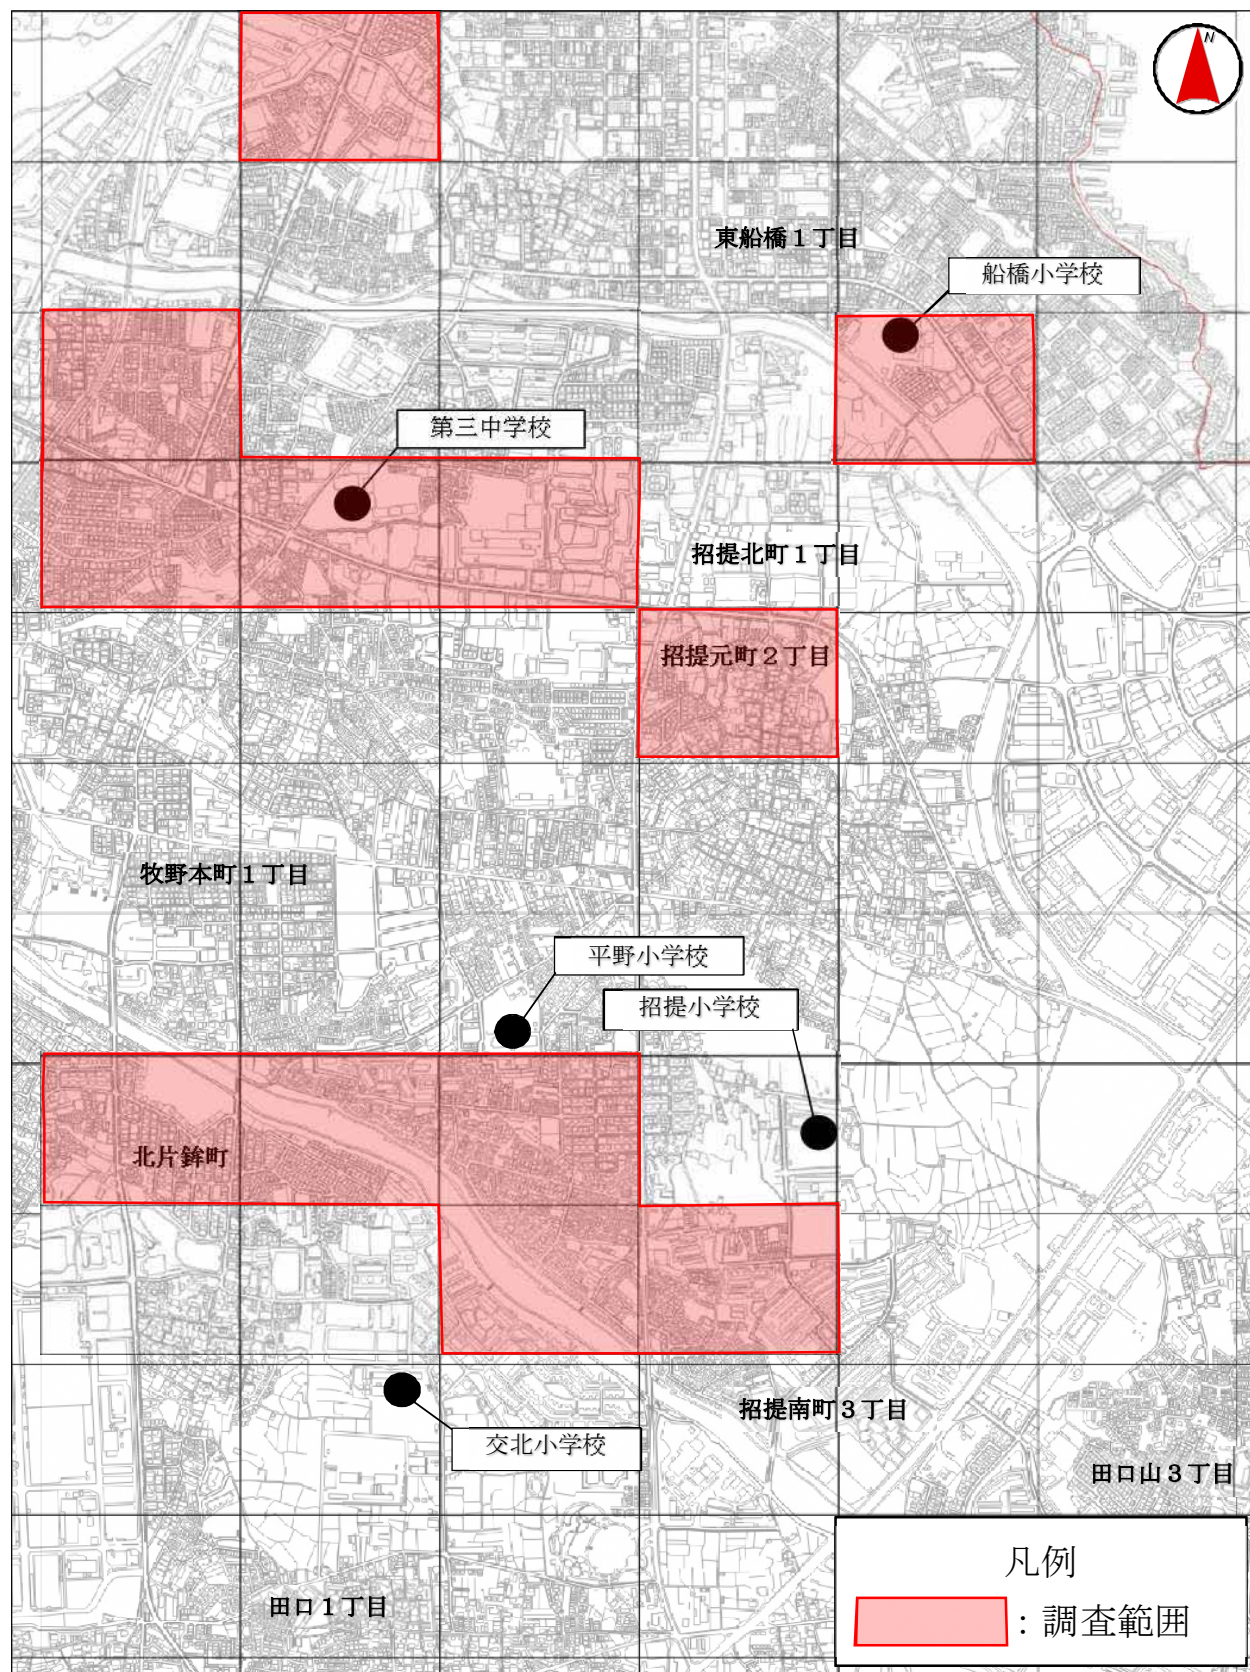 N
東船橋１丁目
船橋小学校
第三中学校
招提北町１丁目
招提元町２丁目
牧野本町１丁目
平野小学校
招提小学校
北片鉾町
招提南町３丁目
交北小学校
田口山３丁目
田口１丁目
凡例
：調査範囲